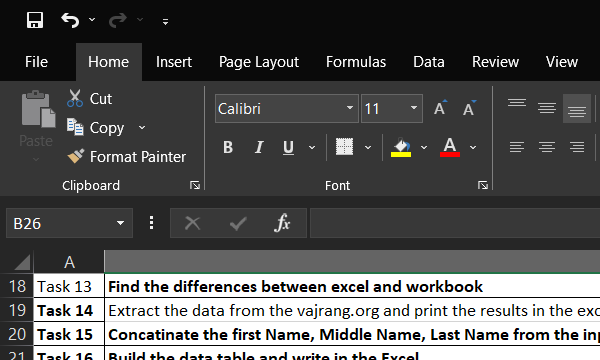 File Home Insert Page Layout Formulas Data Review View
Cut
Copy
Paste
Format Painter
Clipboard
Calibri 11 A A
B I U A
Font
B26 fx
A
18 Task 13 Find the differences between excel and workbook
19 Task 14 Extract the data from the vajrang.org and print the results in the
20 Task 15 Concatinate the first Name, Middle Name, Last Name from the
21 Task 16 Build the data table and write in the Excel